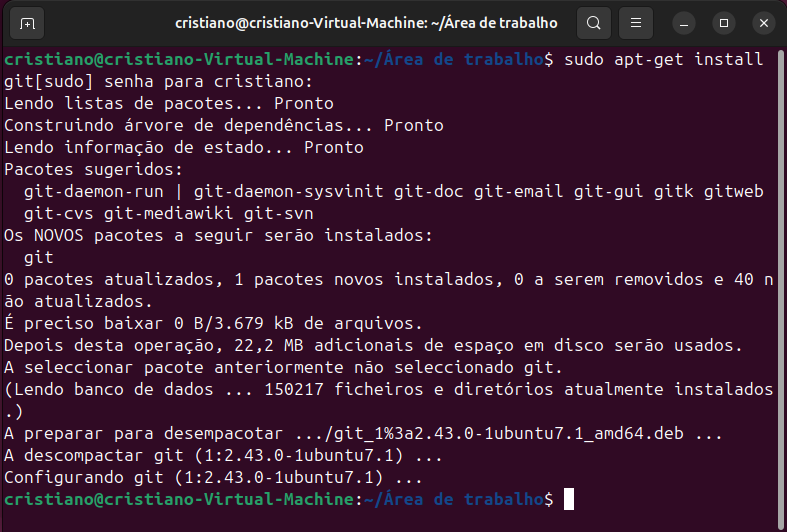 cristiano@cristiano-Virtual-Machine: ~/Área de trabalho
cristiano@cristiano-Virtual-Machine:~/Área de trabalho$ sudo apt-get install
git[sudo] senha para cristiano:
Lendo listas de pacotes... Pronto
Construindo árvore de dependências... Pronto
Lendo informação de estado... Pronto
Pacotes sugeridos:
  git-daemon-run | git-daemon-sysvinit git-doc git-email git-gui gitk gitweb
  git-cvs git-mediawiki git-svn
Os NOVOS pacotes a seguir serão instalados:
  git
0 pacotes atualizados, 1 pacotes novos instalados, 0 a serem removidos e 40 n
ão atualizados.
É preciso baixar 0 B/3.679 kB de arquivos.
Depois desta operação, 22,2 MB adicionais de espaço em disco serão usados.
A seleccionar pacote anteriormente não seleccionado git.
(Lendo banco de dados ... 150217 ficheiros e diretórios atualmente instalados
.)
A preparar para desempacotar .../git_1%3a2.43.0-1ubuntu7.1_amd64.deb ...
A descompactar git (1:2.43.0-1ubuntu7.1) ...
Configurando git (1:2.43.0-1ubuntu7.1) ...
cristiano@cristiano-Virtual-Machine:~/Área de trabalho$